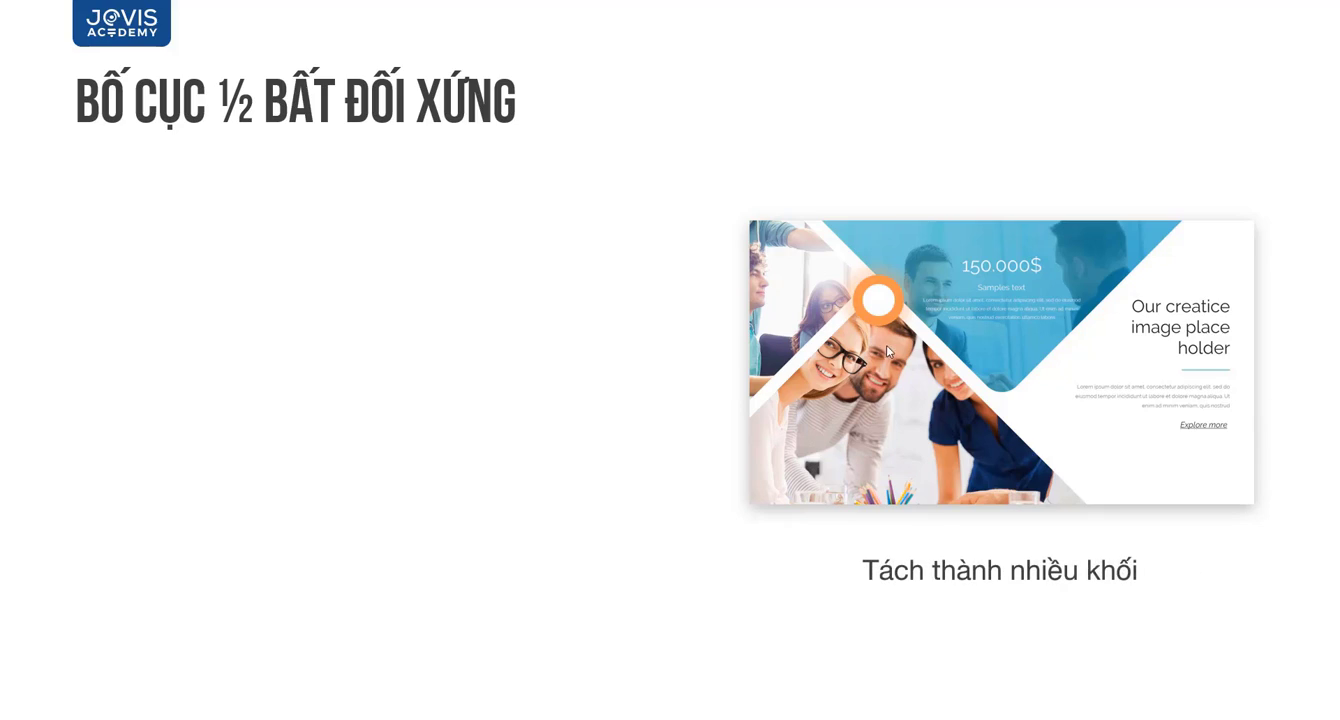 JOVIS
ACADEMY
BỐ CỤC ½ BẤT ĐỐI XỨNG
150.000$
Samples text
Our creatice
image place
holder
Lorem ipsum dolor sit amet, consectetur adipiscing elit, sed do
eiusmod tempor incididunt ut labore et dolore magna aliqua. Ut
enim ad minim veniam, quis nostrud
Explore more
Tách thành nhiều khối